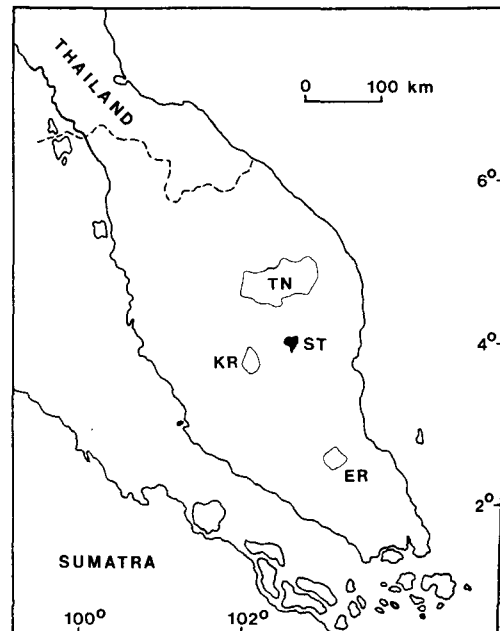 THAILAND
0 100 km
6°
TN
4°
ST
KR
ER
2°
SUMATRA
100° 102°